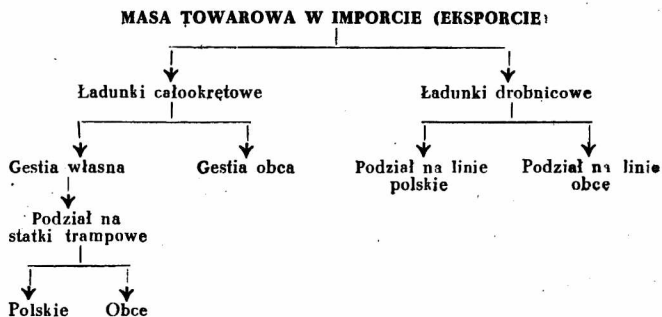 MASA TOWAROWA W IMPORCIE (EKSPORCIE)
Ładunki całookrętowe Ładunki drobnicowe
Gestia własna Gestia obca Podział na linie polskie Podział na linie obce
Podział na
statki trampowe
Polskie Obce